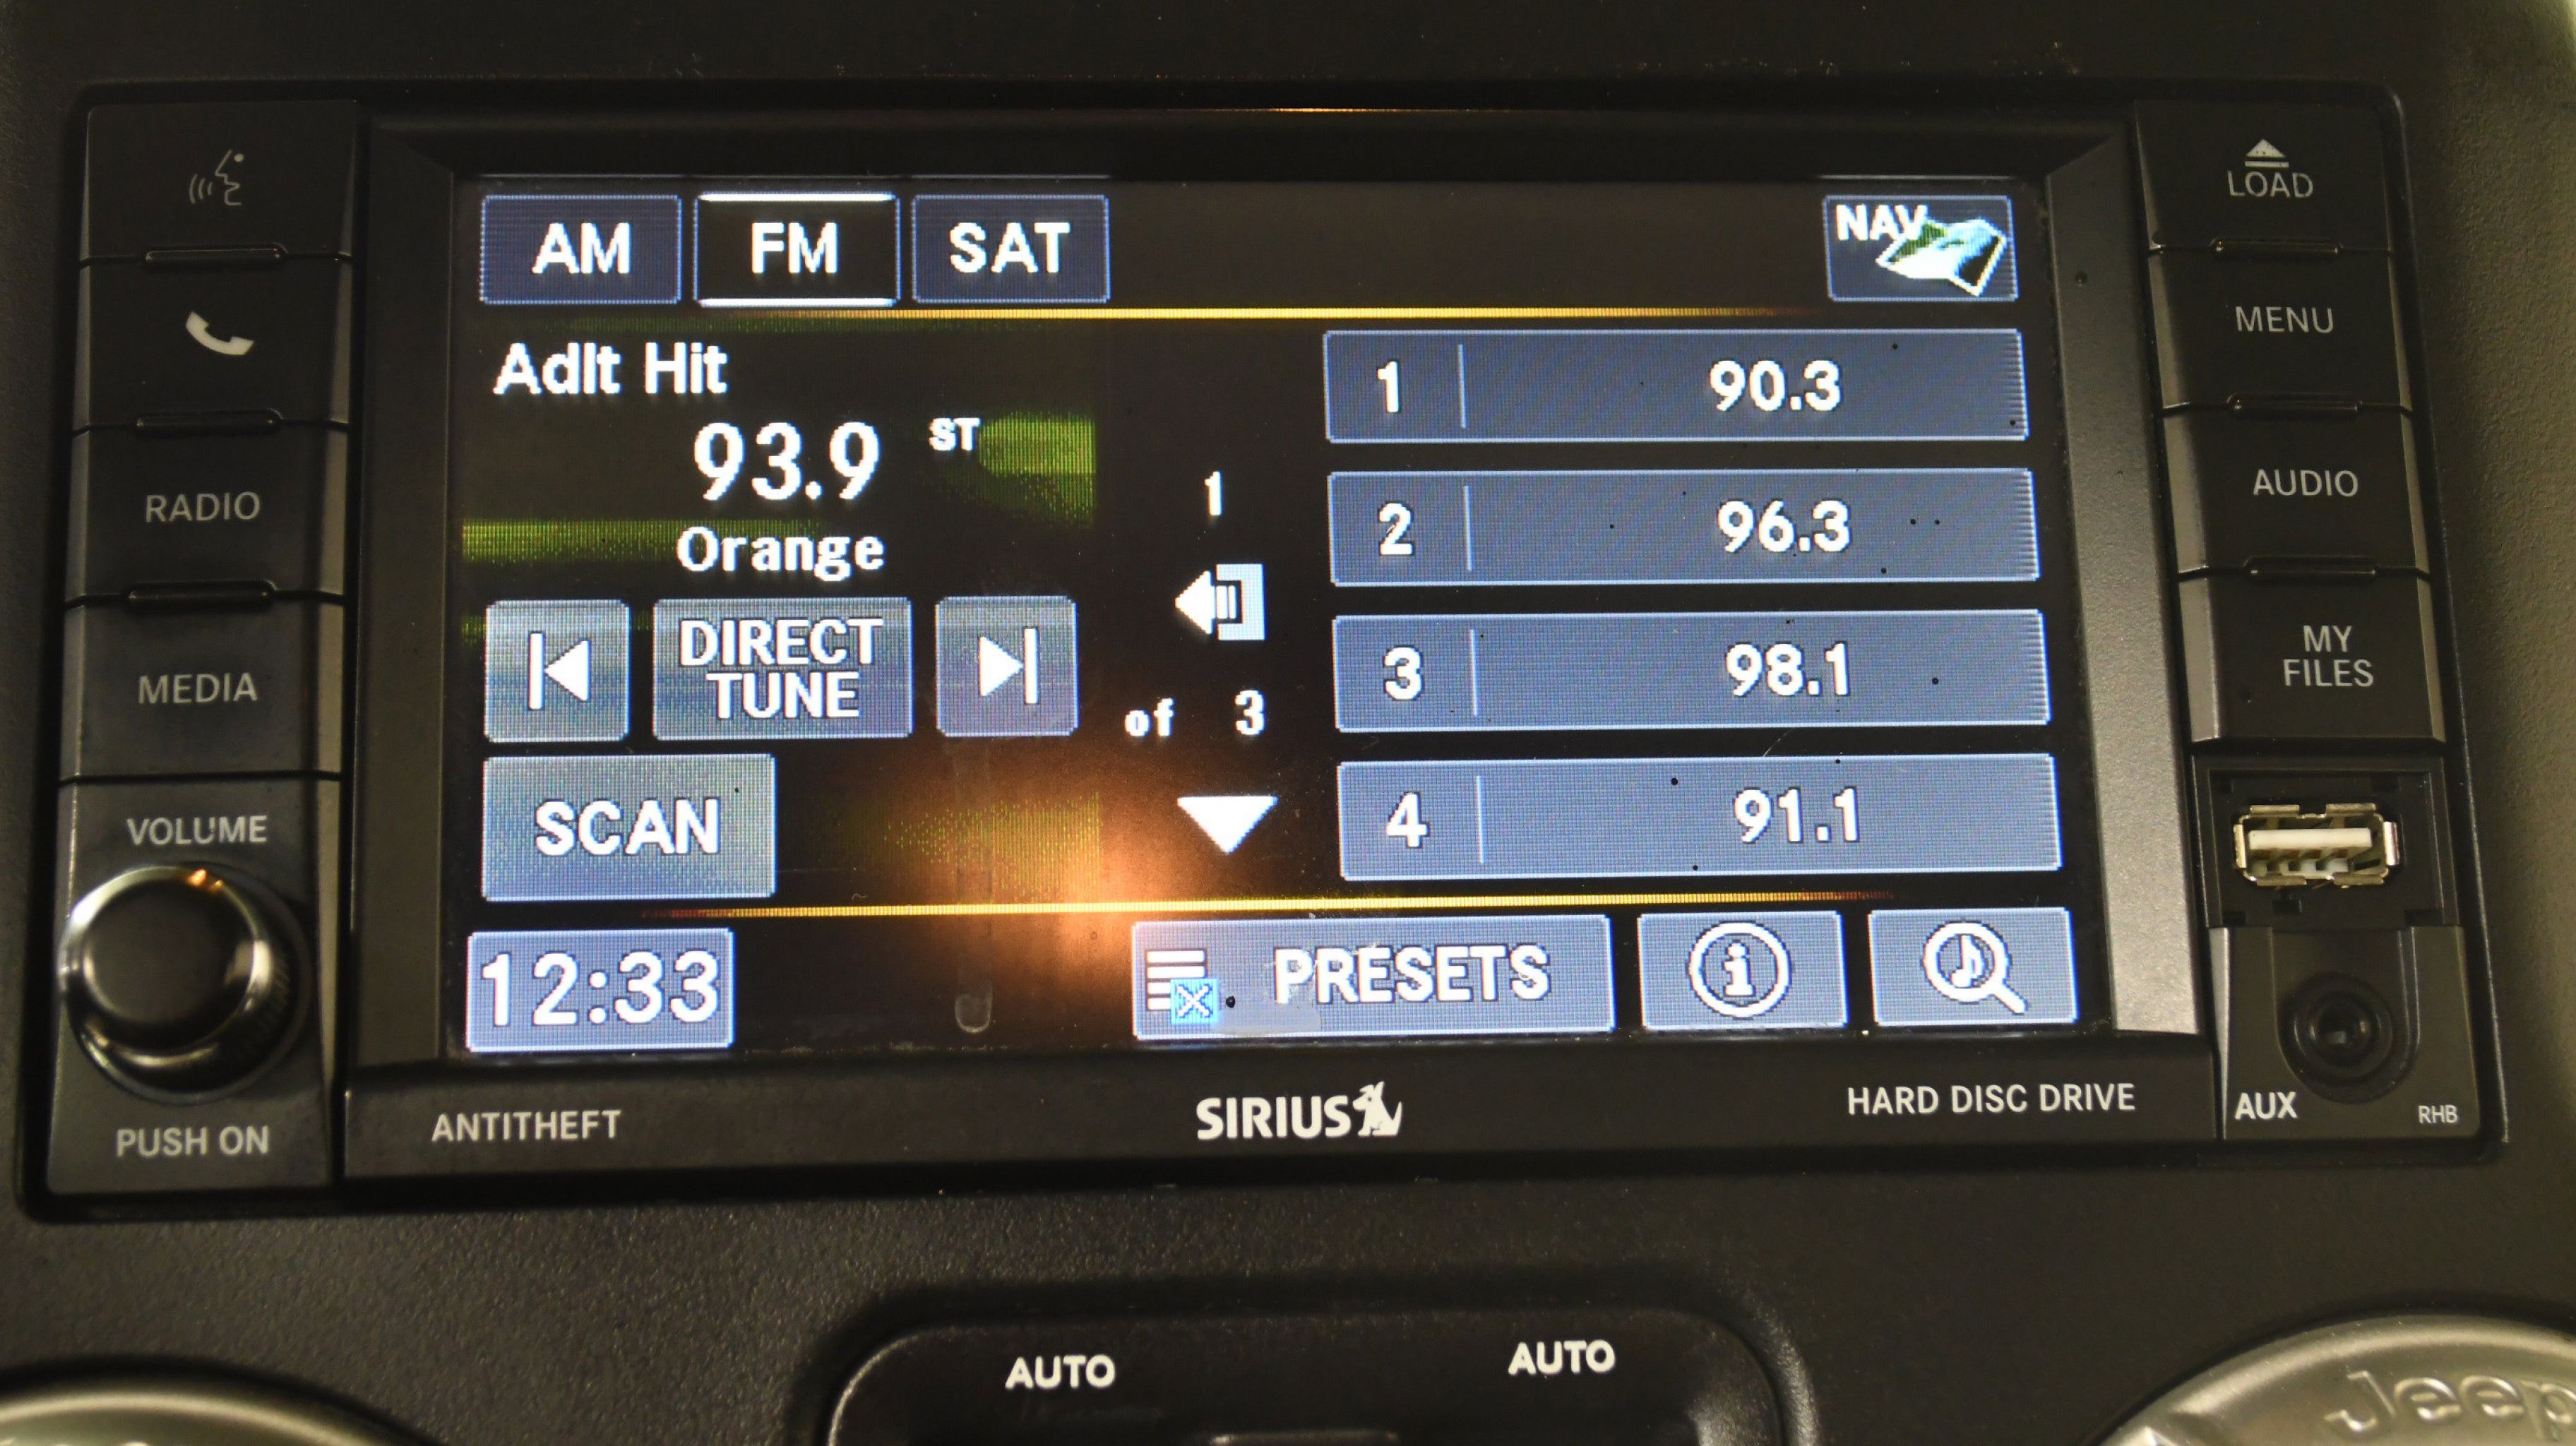 LOAD
MENU
AUDIO
MY
FILES
RADIO
MEDIA
VOLUME
PUSH ON
AM
FM
SAT
NAV
Adlt Hit
93.9
ST
Orange
DIRECT
TUNE
SCAN
1
of 3
1 90.3
2 96.3
3 98.1
4 91.1
12:33
PRESETS
i
ANTITHEFT
SIRIUS
HARD DISC DRIVE
AUX
RHB
AUTO
AUTO
Jeep